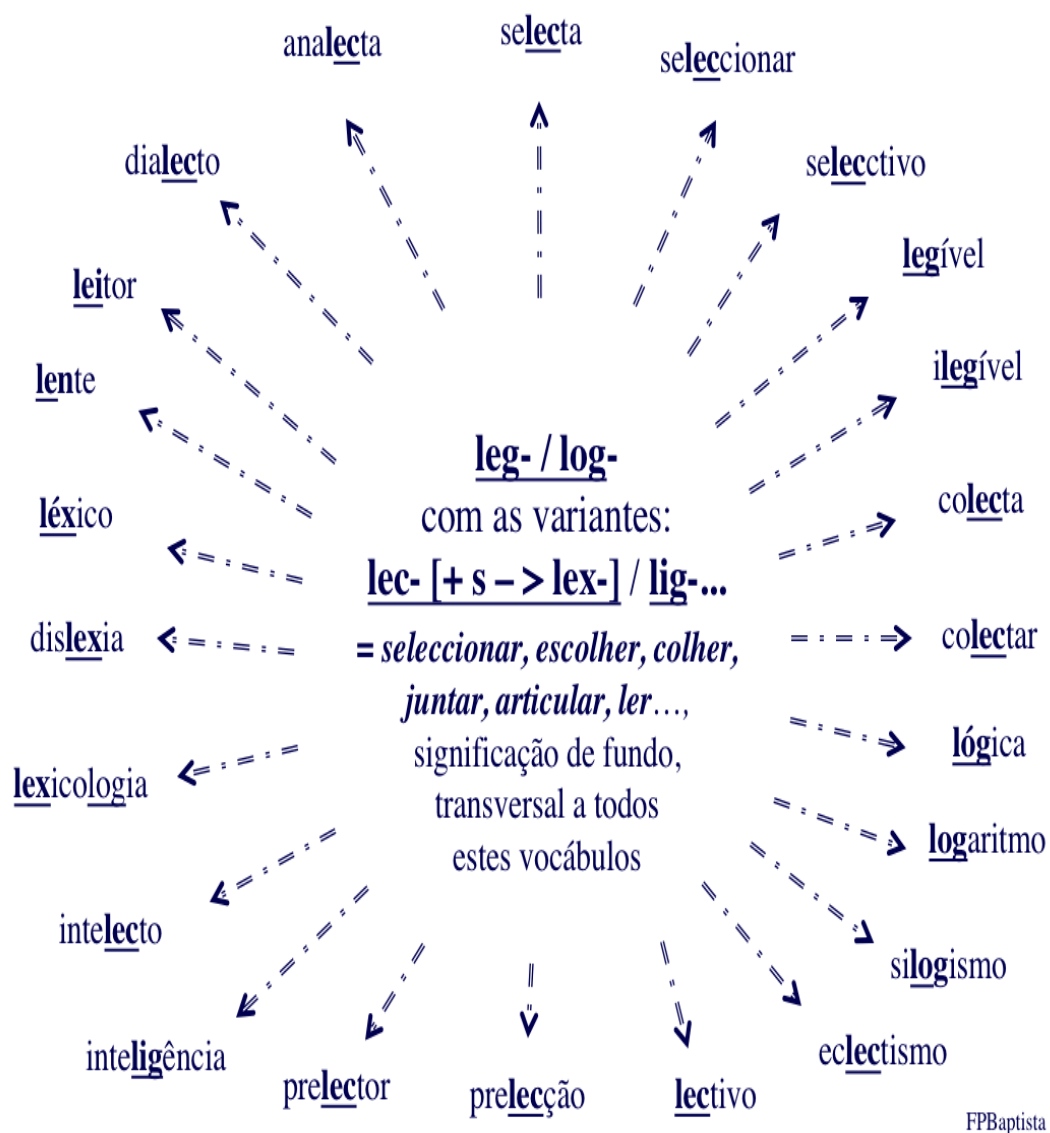 analecta
selecta
seleccionar
dialecto
selecctivo
leitor
legível
lente
ilegível
leg- / log-
com as variantes:
lec- [+ s – > lex-] / lig-...
= seleccionar, escolher, colher,
juntar, articular, ler…,
significação de fundo,
transversal a todos
estes vocábulos
léxico
colecta
dislexia
colectar
lexicologia
lógica
logaritmo
intelecto
silogismo
inteligência
eclectismo
prelector
prelecção
lectivo
FPBaptista